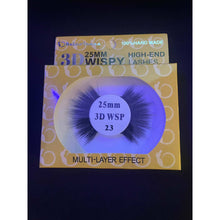 100% HAND MADE
3D 25MM WISPY HIGH-END LASHES
25mm
3D WSP
23
MULTI-LAYER EFFECT